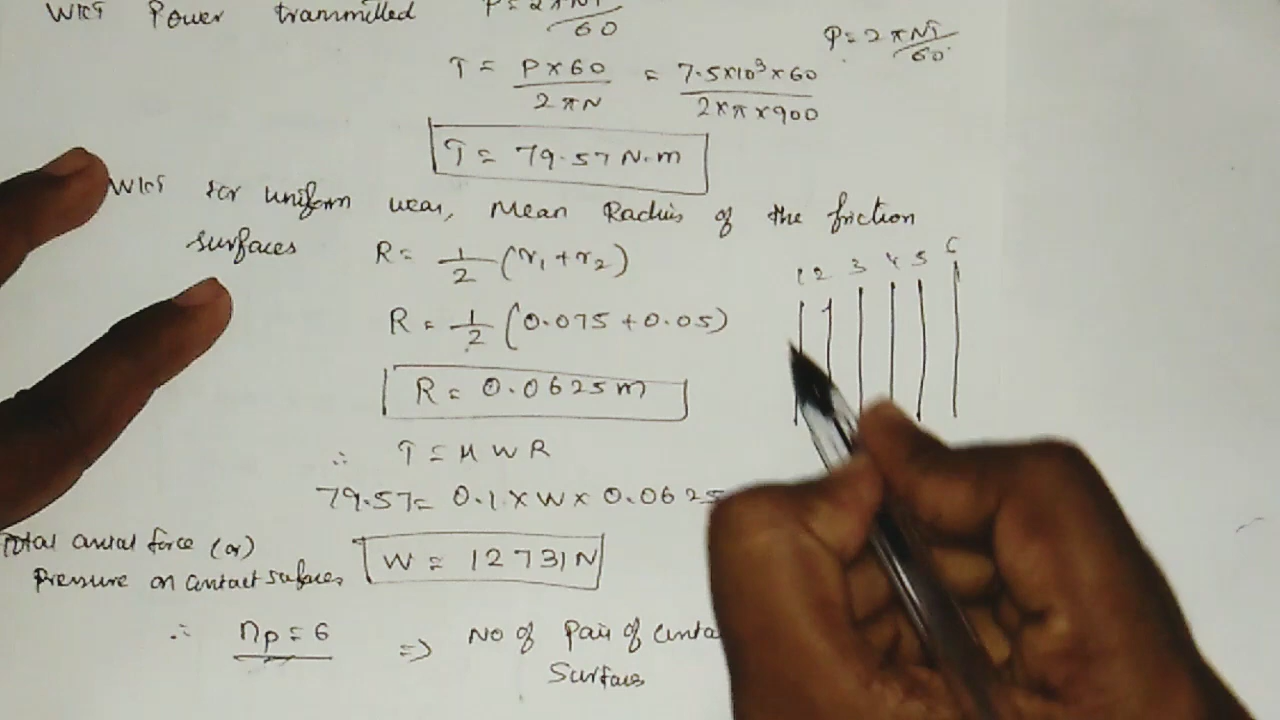 WKT Power transmitted P = 2πNT/60
P = 2πNT/60
T = P×60/2πN = 7.5×10³×60/2×π×900
T = 79.57 N.m
WKT for uniform wear, Mean Radius of the friction
surfaces R = 1/2 (r₁+r₂)
1 2 3 4 5 6
R = 1/2 (0.075+0.05)
R = 0.0625m
∴ T = μ W R
79.57 = 0.1 × W × 0.0625
Total axial force (or)
Pressure on contact surfaces W = 12731N
∴ np = 6 ⇒ No of Pair of Conta
Surfaces